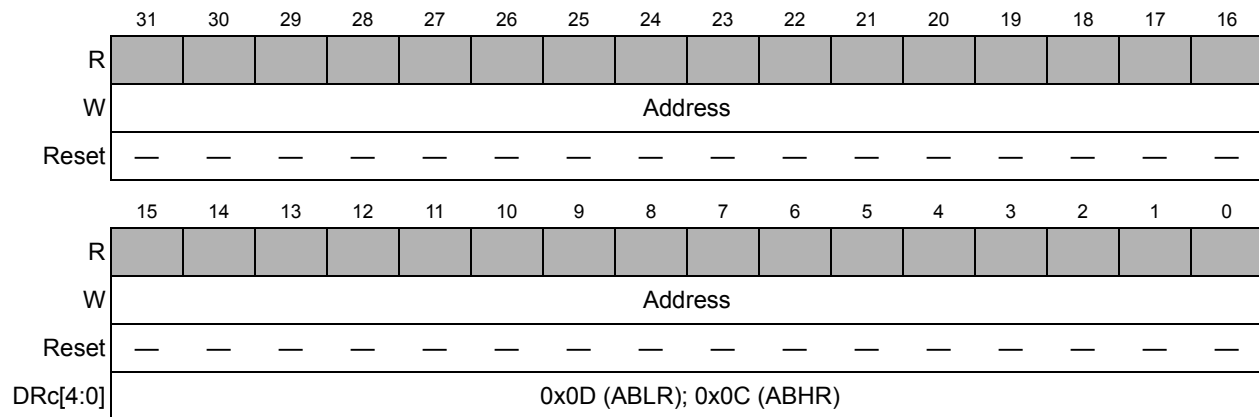 31 30 29 28 27 26 25 24 23 22 21 20 19 18 17 16
R
W Address
Reset — — — — — — — — — — — — — — — —
15 14 13 12 11 10 9 8 7 6 5 4 3 2 1 0
R
W Address
Reset — — — — — — — — — — — — — — — —
DRc[4:0] 0x0D (ABLR); 0x0C (ABHR)